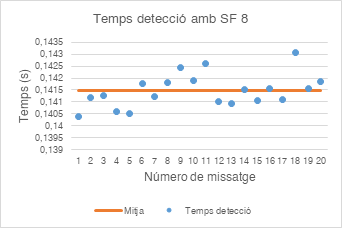 Temps detecció amb SF 8
0,1435
0,143
0,1425
0,142
0,1415
0,141
0,1405
0,14
0,1395
0,139
Temps (s)
1 2 3 4 5 6 7 8 9 10 11 12 13 14 15 16 17 18 19 20
Número de missatge
Mitja Temps detecció